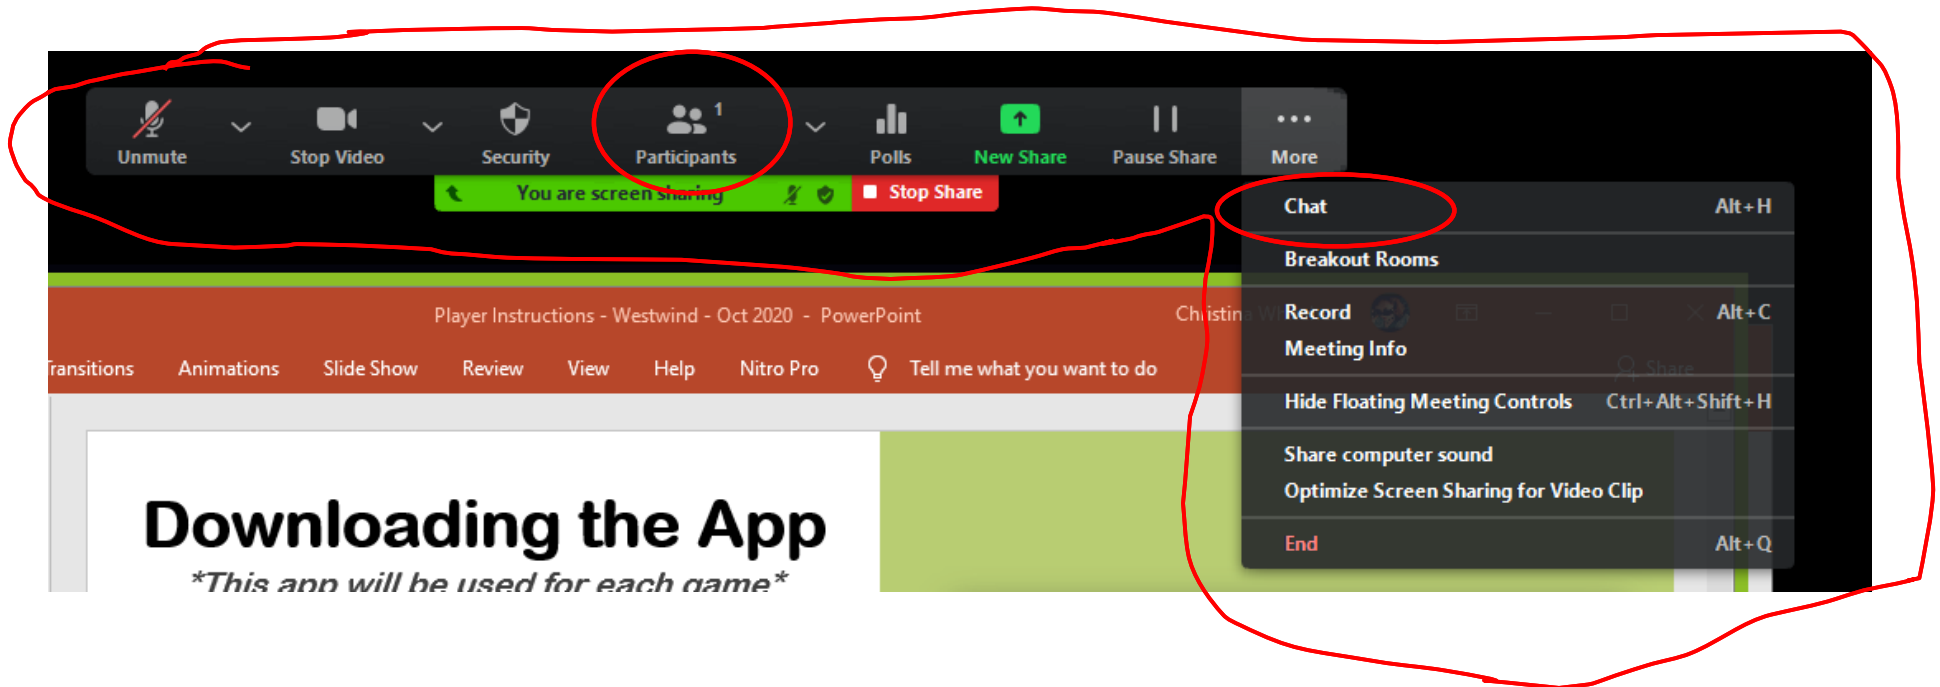 1
Unmute Stop Video Security Participants Polls New Share Pause Share More
You are screen sharing Stop Share
Chat Alt+H
Breakout Rooms
Player Instructions - Westwind - Oct 2020 - PowerPoint Christina
Record Alt+C
Meeting Info
Transitions Animations Slide Show Review View Help Nitro Pro Tell me what you want to do Share
Hide Floating Meeting Controls Ctrl+Alt+Shift+H
Share computer sound
Optimize Screen Sharing for Video Clip
Downloading the App
End Alt+Q
*This app will be used for each game*